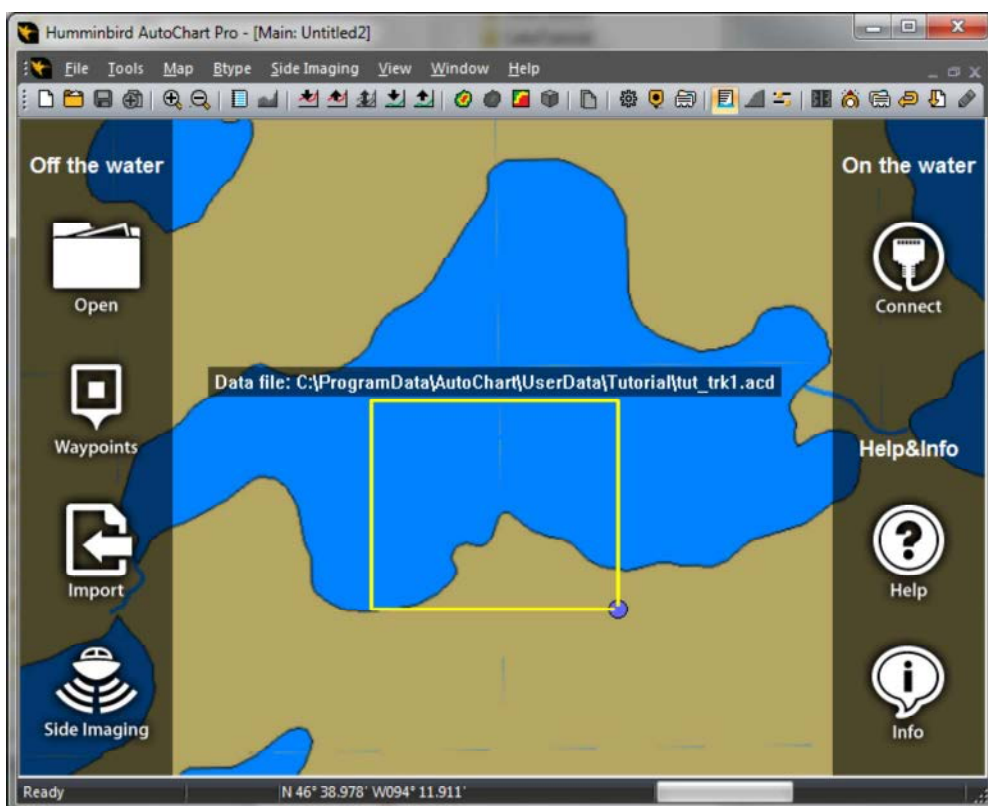 Humminbird AutoChart Pro - [Main: Untitled2]
File Tools Map Btype Side Imaging View Window Help
Off the water
On the water
Open
Connect
Data file: C:\ProgramData\AutoChart\UserData\Tutorial\tut_trk1.acd
Waypoints
Help&Info
Import
Help
Side Imaging
Info
Ready
N 46° 38.978' W094° 11.911'